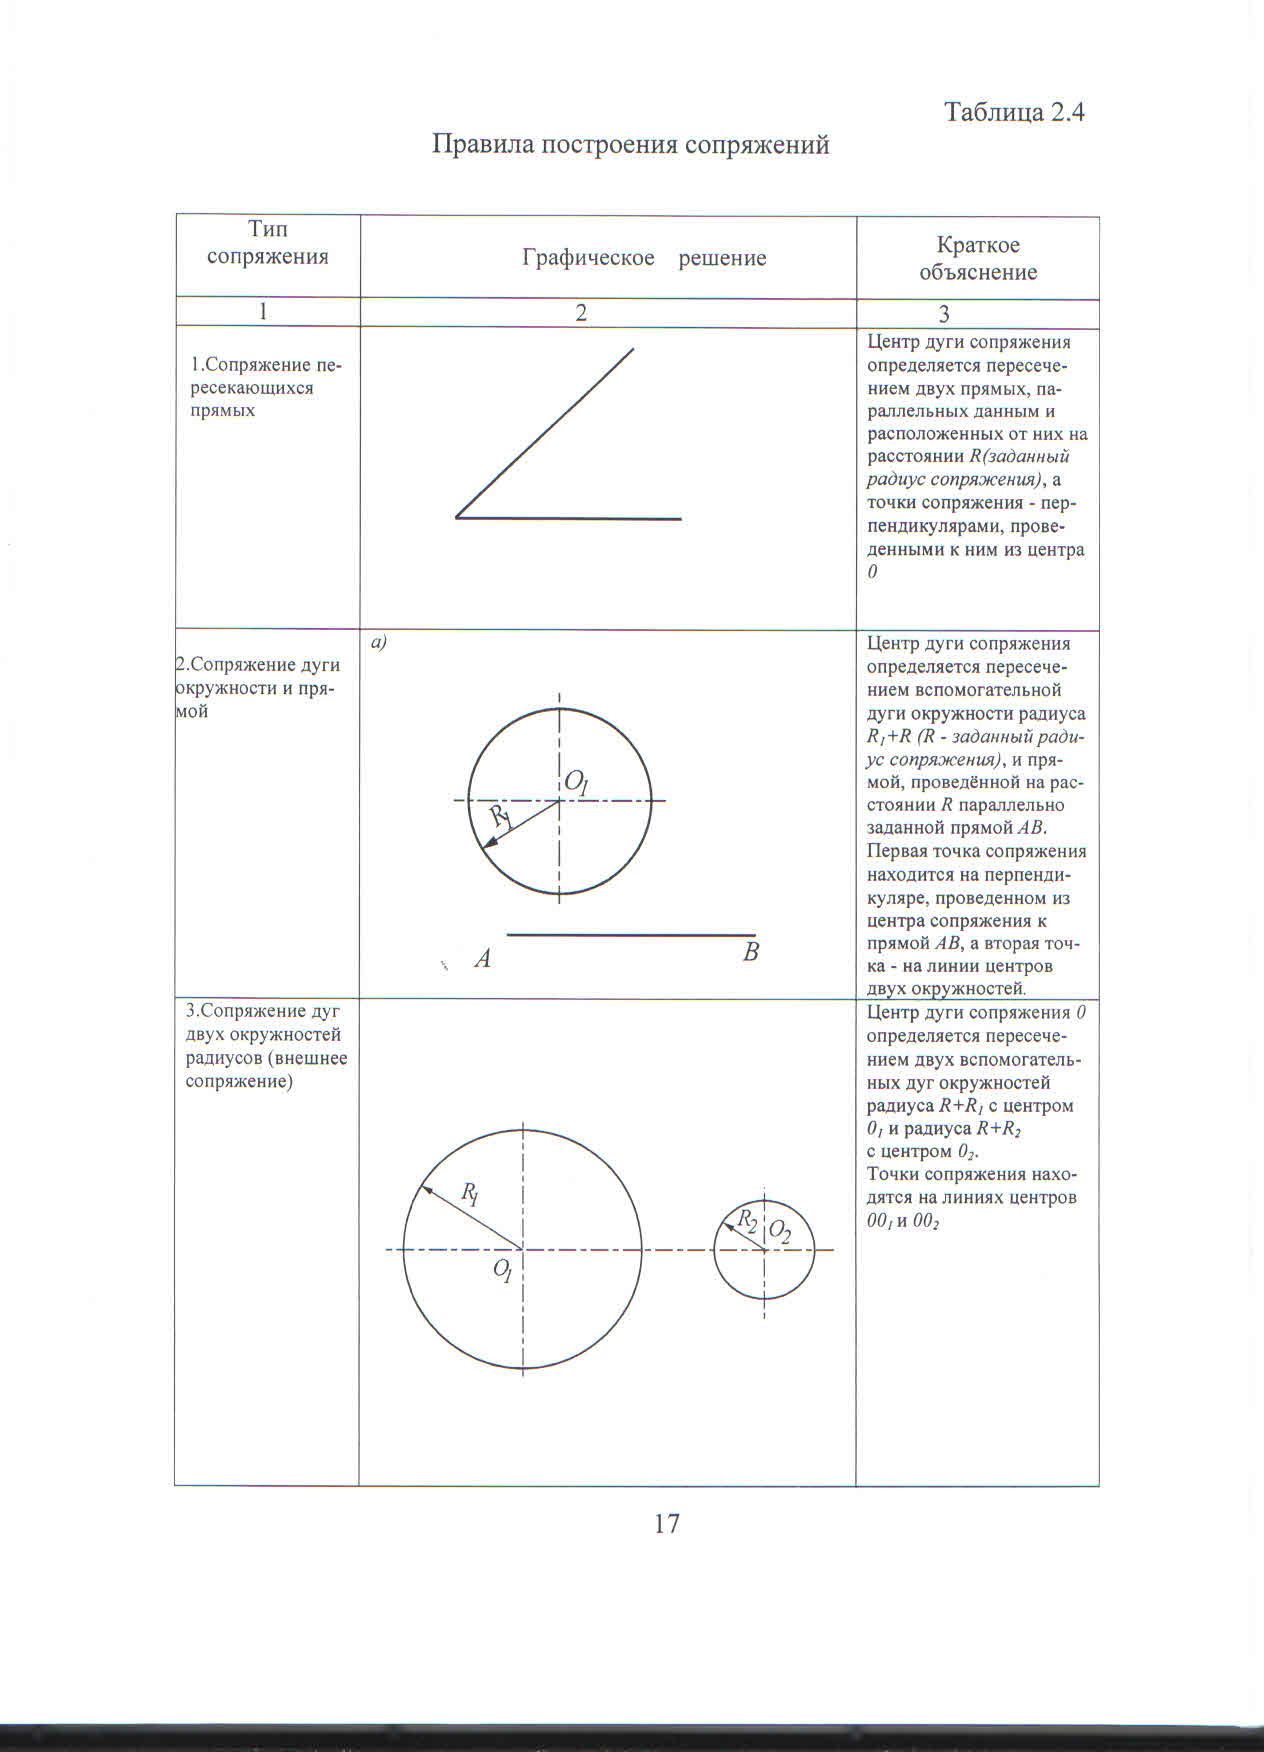 Таблица 2.4
Правила построения сопряжений
Тип
сопряжения
Графическое решение
Краткое
объяснение
1
2
3
1.Сопряжение пе-
ресекающихся
прямых
Центр дуги сопряжения
определяется пересече-
нием двух прямых, па-
раллельных данным и
расположенных от них на
расстоянии R(заданный
радиус сопряжения), а
точки сопряжения - пер-
пендикулярами, прове-
денными к ним из центра
0
2.Сопряжение дуги
окружности и пря-
мой
а)
O1
R1
A
B
Центр дуги сопряжения
определяется пересече-
нием вспомогательной
дуги окружности радиуса
R1+R (R - заданный ради-
ус сопряжения), и пря-
мой, проведённой на рас-
стоянии R параллельно
заданной прямой AB.
Первая точка сопряжения
находится на перпенди-
куляре, проведенном из
центра сопряжения к
прямой AB, а вторая точ-
ка - на линии центров
двух окружностей.
3.Сопряжение дуг
двух окружностей
радиусов (внешнее
сопряжение)
R1
O1
R2
O2
Центр дуги сопряжения 0
определяется пересече-
нием двух вспомогатель-
ных дуг окружностей
радиуса R+R1 с центром
01 и радиуса R+R2
с центром 02.
Точки сопряжения нахо-
дятся на линиях центров
001 и 002
17